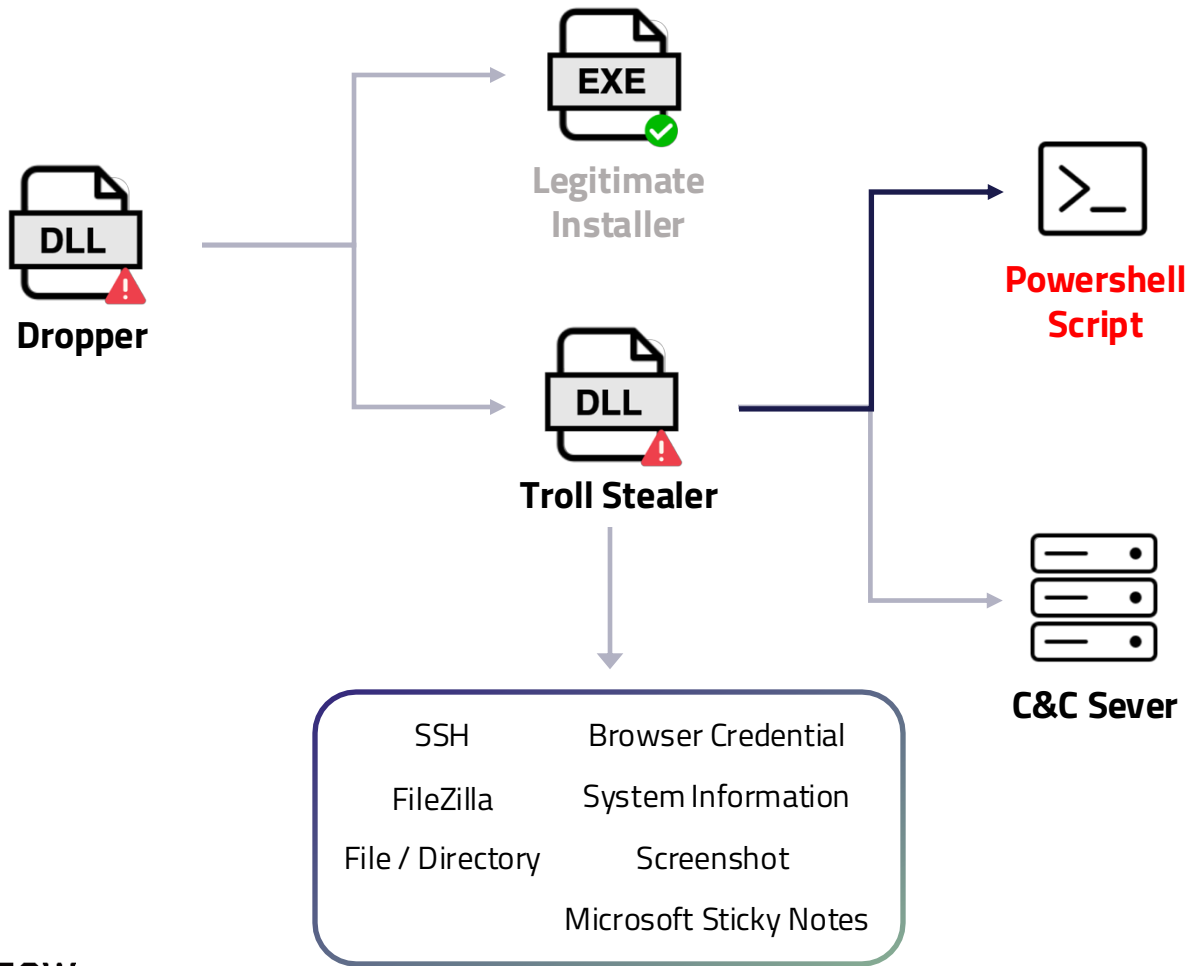 EXE
Legitimate
Installer
DLL
Dropper
>_
Powershell
Script
DLL
Troll Stealer
C&C Sever
SSH
Browser Credential
FileZilla
System Information
File / Directory
Screenshot
Microsoft Sticky Notes